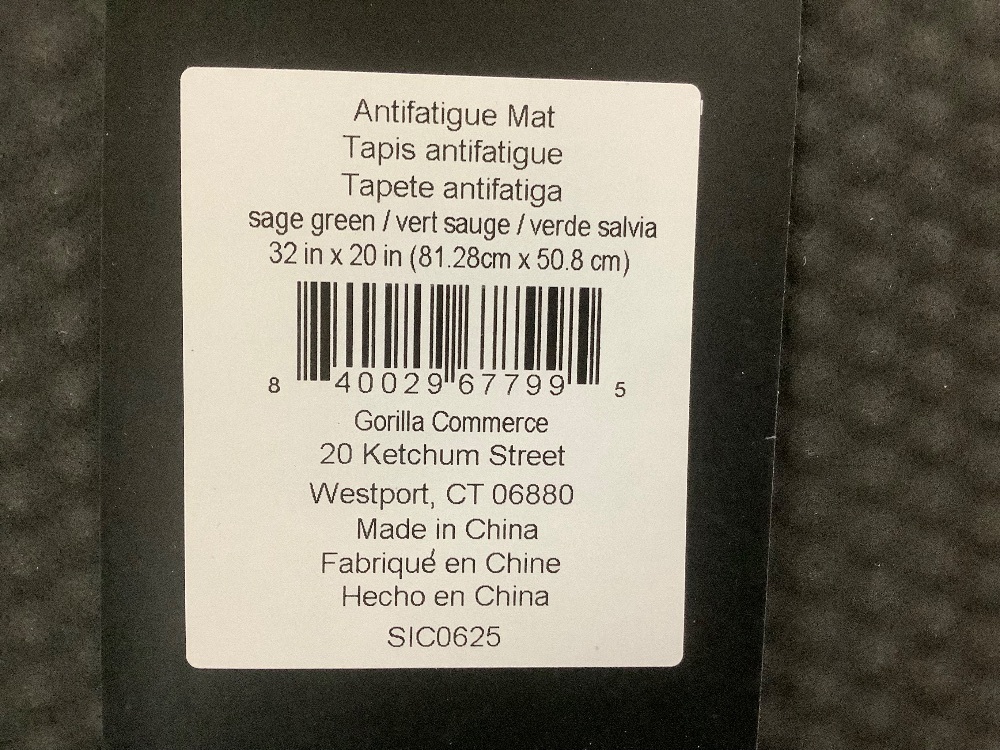 Antifatigue Mat
Tapis antifatigue
Tapete antifatiga
sage green / vert sauge / verde salvia
32 in x 20 in (81.28cm x 50.8 cm)
8 40029 67799 5
Gorilla Commerce
20 Ketchum Street
Westport, CT 06880
Made in China
Fabriqué en Chine
Hecho en China
SIC0625